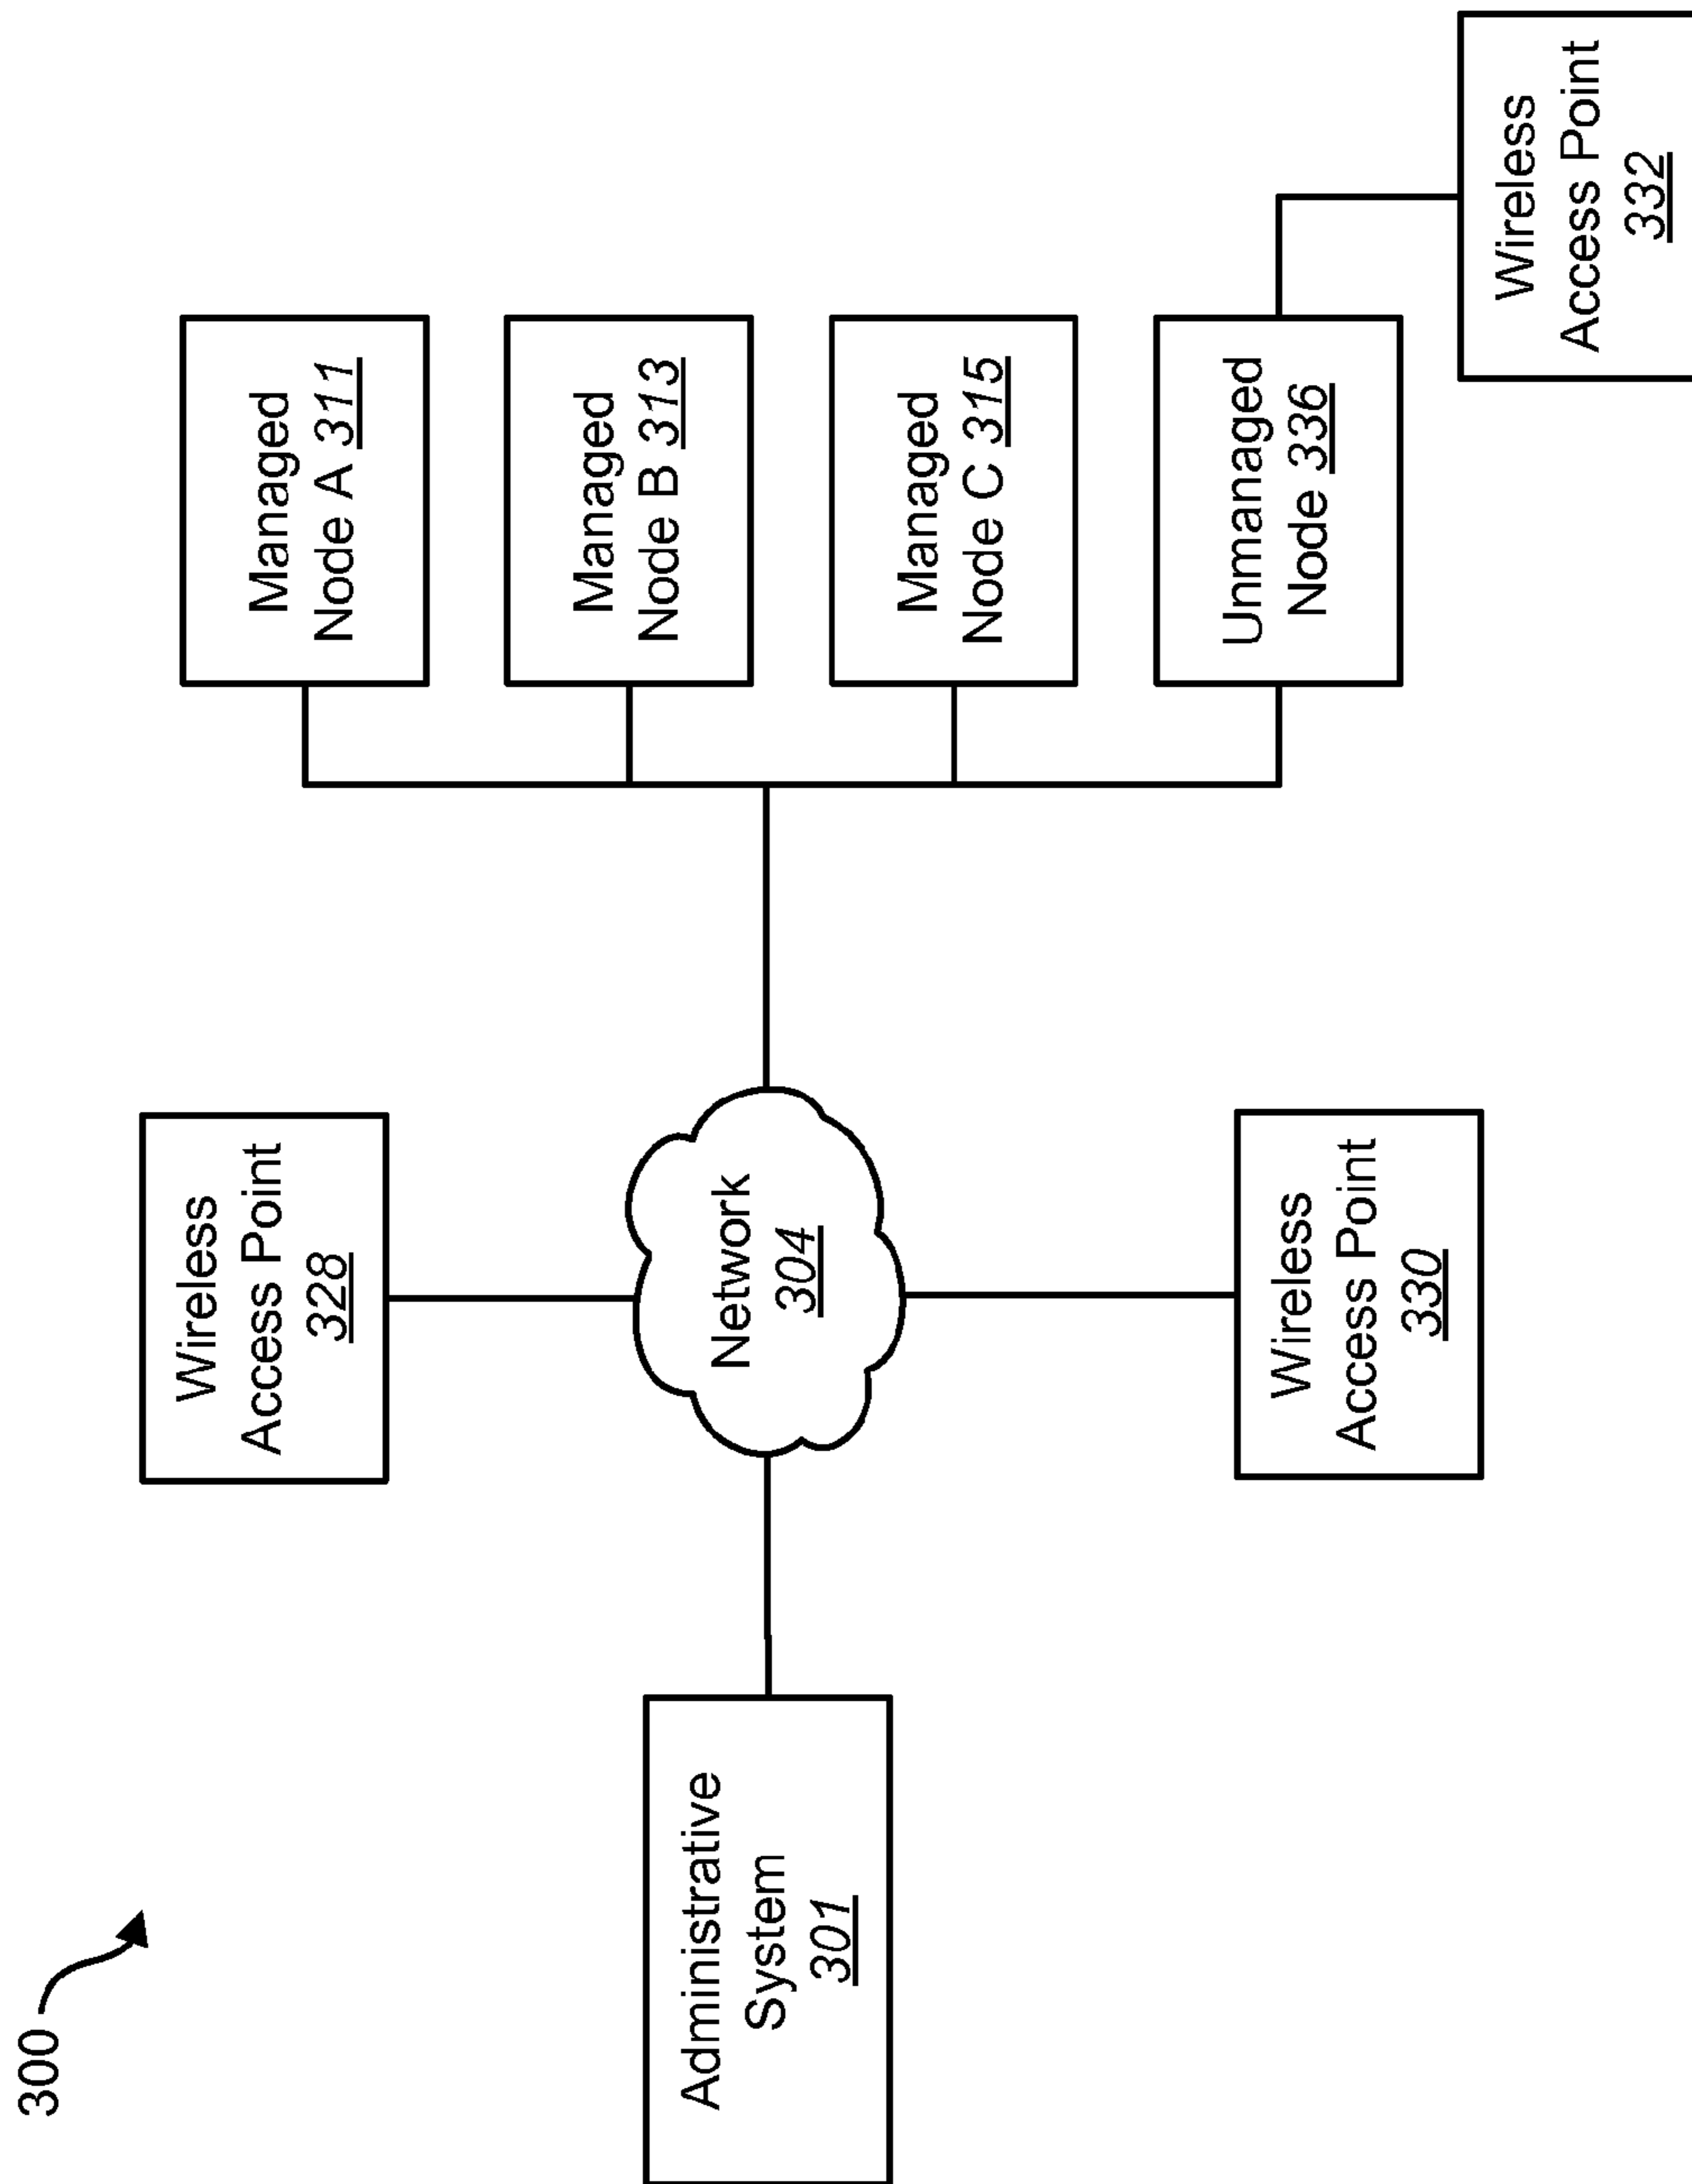 300
Wireless
Access Point
328
Managed
Node A 311
Managed
Node B 313
Administrative
System
301
Network
304
Managed
Node C 315
Wireless
Access Point
330
Unmanaged
Node 336
Wireless
Access Point
332